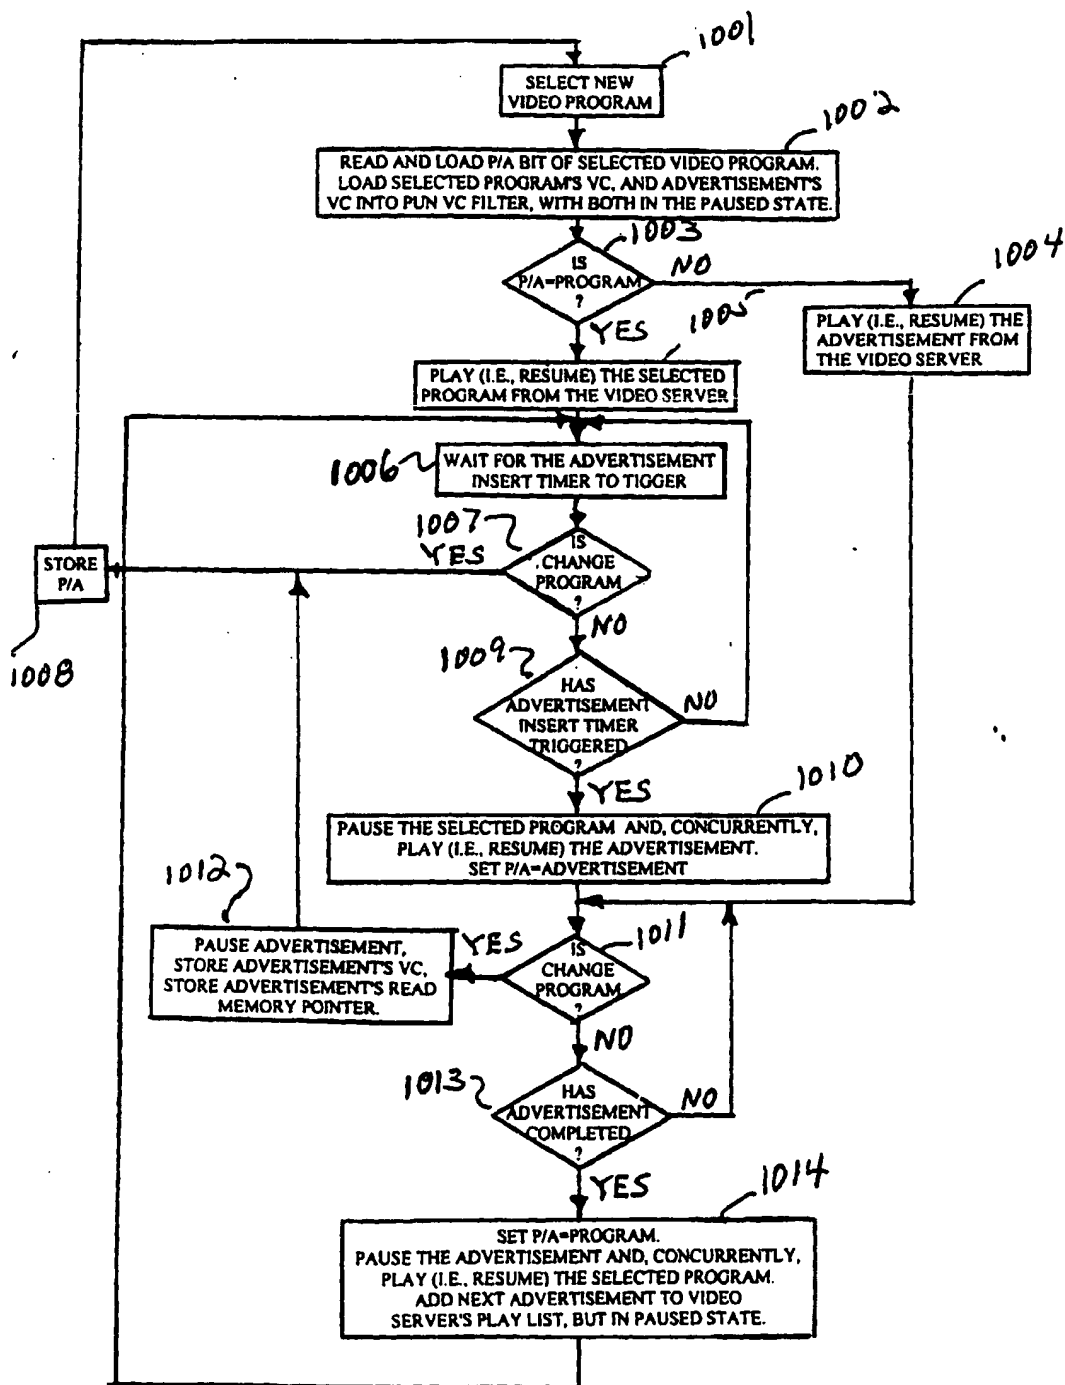 1001
SELECT NEW
VIDEO PROGRAM
1002
READ AND LOAD P/A BIT OF SELECTED VIDEO PROGRAM.
LOAD SELECTED PROGRAM'S VC, AND ADVERTISEMENT'S
VC INTO PUN VC FILTER, WITH BOTH IN THE PAUSED STATE.
1003
IS
P/A=PROGRAM
?
NO
1004
1005
YES
PLAY (I.E., RESUME) THE
ADVERTISEMENT FROM
THE VIDEO SERVER
PLAY (I.E., RESUME) THE SELECTED
PROGRAM FROM THE VIDEO SERVER
1006
WAIT FOR THE ADVERTISEMENT
INSERT TIMER TO TIGGER
1007
YES
IS
CHANGE
PROGRAM
?
STORE
P/A
1008
NO
1009
HAS
ADVERTISEMENT
INSERT TIMER
TRIGGERED
?
NO
YES
1010
PAUSE THE SELECTED PROGRAM AND, CONCURRENTLY,
PLAY (I.E., RESUME) THE ADVERTISEMENT.
SET P/A=ADVERTISEMENT
1012
PAUSE ADVERTISEMENT,
STORE ADVERTISEMENT'S VC,
STORE ADVERTISEMENT'S READ
MEMORY POINTER.
YES
1011
IS
CHANGE
PROGRAM
?
NO
1013
HAS
ADVERTISEMENT
COMPLETED
?
NO
YES
1014
SET P/A=PROGRAM.
PAUSE THE ADVERTISEMENT AND, CONCURRENTLY,
PLAY (I.E., RESUME) THE SELECTED PROGRAM.
ADD NEXT ADVERTISEMENT TO VIDEO
SERVER'S PLAY LIST, BUT IN PAUSED STATE.